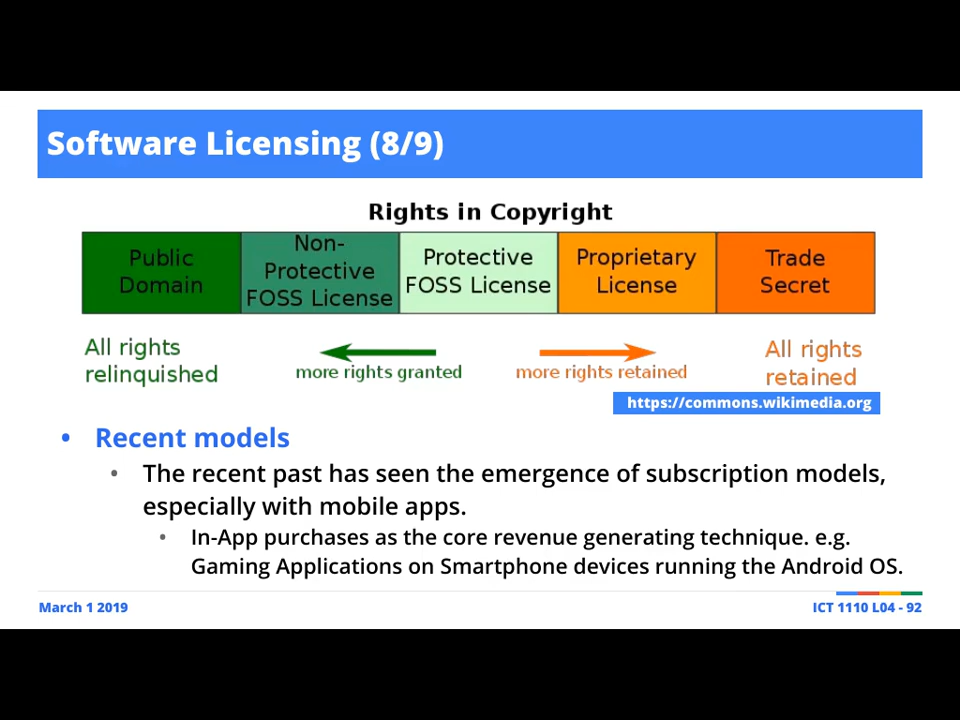 Software Licensing (8/9)
Rights in Copyright
Public
Domain
Non-
Protective
FOSS License
Protective
FOSS License
Proprietary
License
Trade
Secret
All rights
relinquished
more rights granted
more rights retained
All rights
retained
https://commons.wikimedia.org
• Recent models
• The recent past has seen the emergence of subscription models,
especially with mobile apps.
• In-App purchases as the core revenue generating technique. e.g.
Gaming Applications on Smartphone devices running the Android OS.
March 1 2019
ICT 1110 L04 - 92